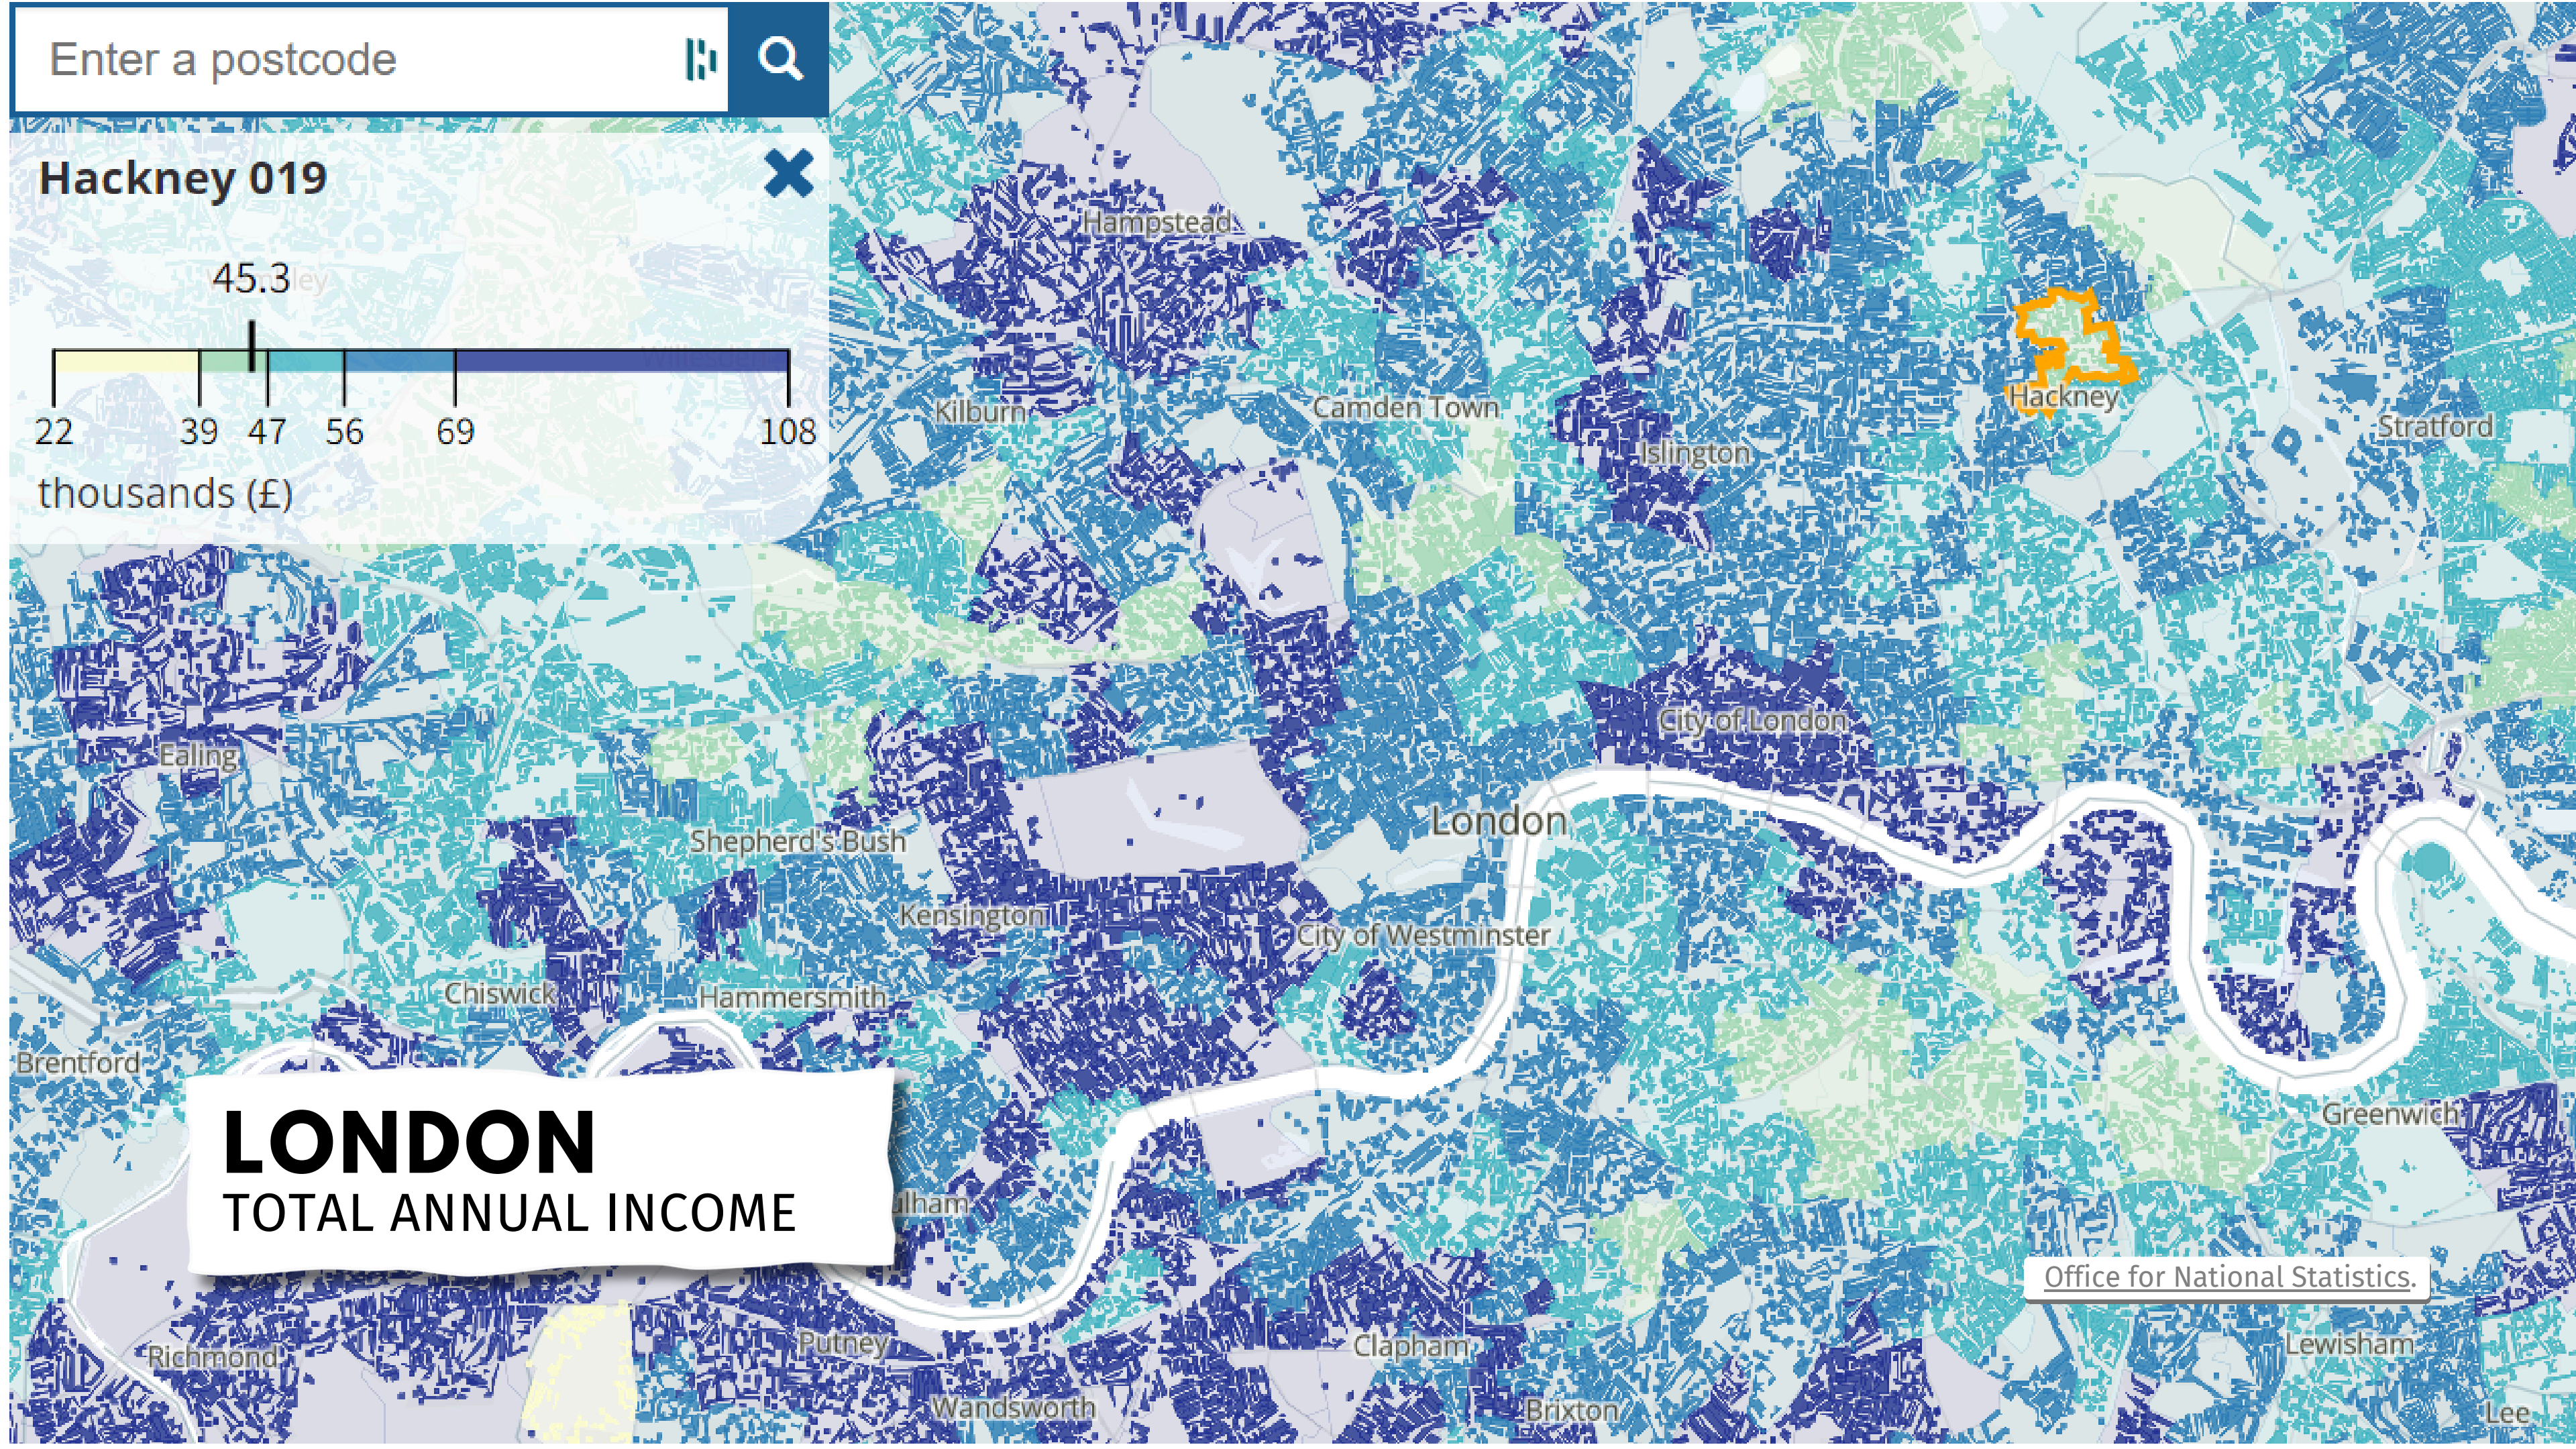 Enter a postcode
Hackney 019
45.3
22 39 47 56 69 108
thousands (£)
Hampstead
Kilburn
Camden Town
Hackney
Stratford
Islington
City of London
Ealing
London
Shepherd's Bush
Kensington
City of Westminster
Chiswick
Hammersmith
Brentford
Greenwich
LONDON
TOTAL ANNUAL INCOME
ulham
Office for National Statistics.
Putney
Clapham
Lewisham
Richmond
Wandsworth
Brixton
Lee